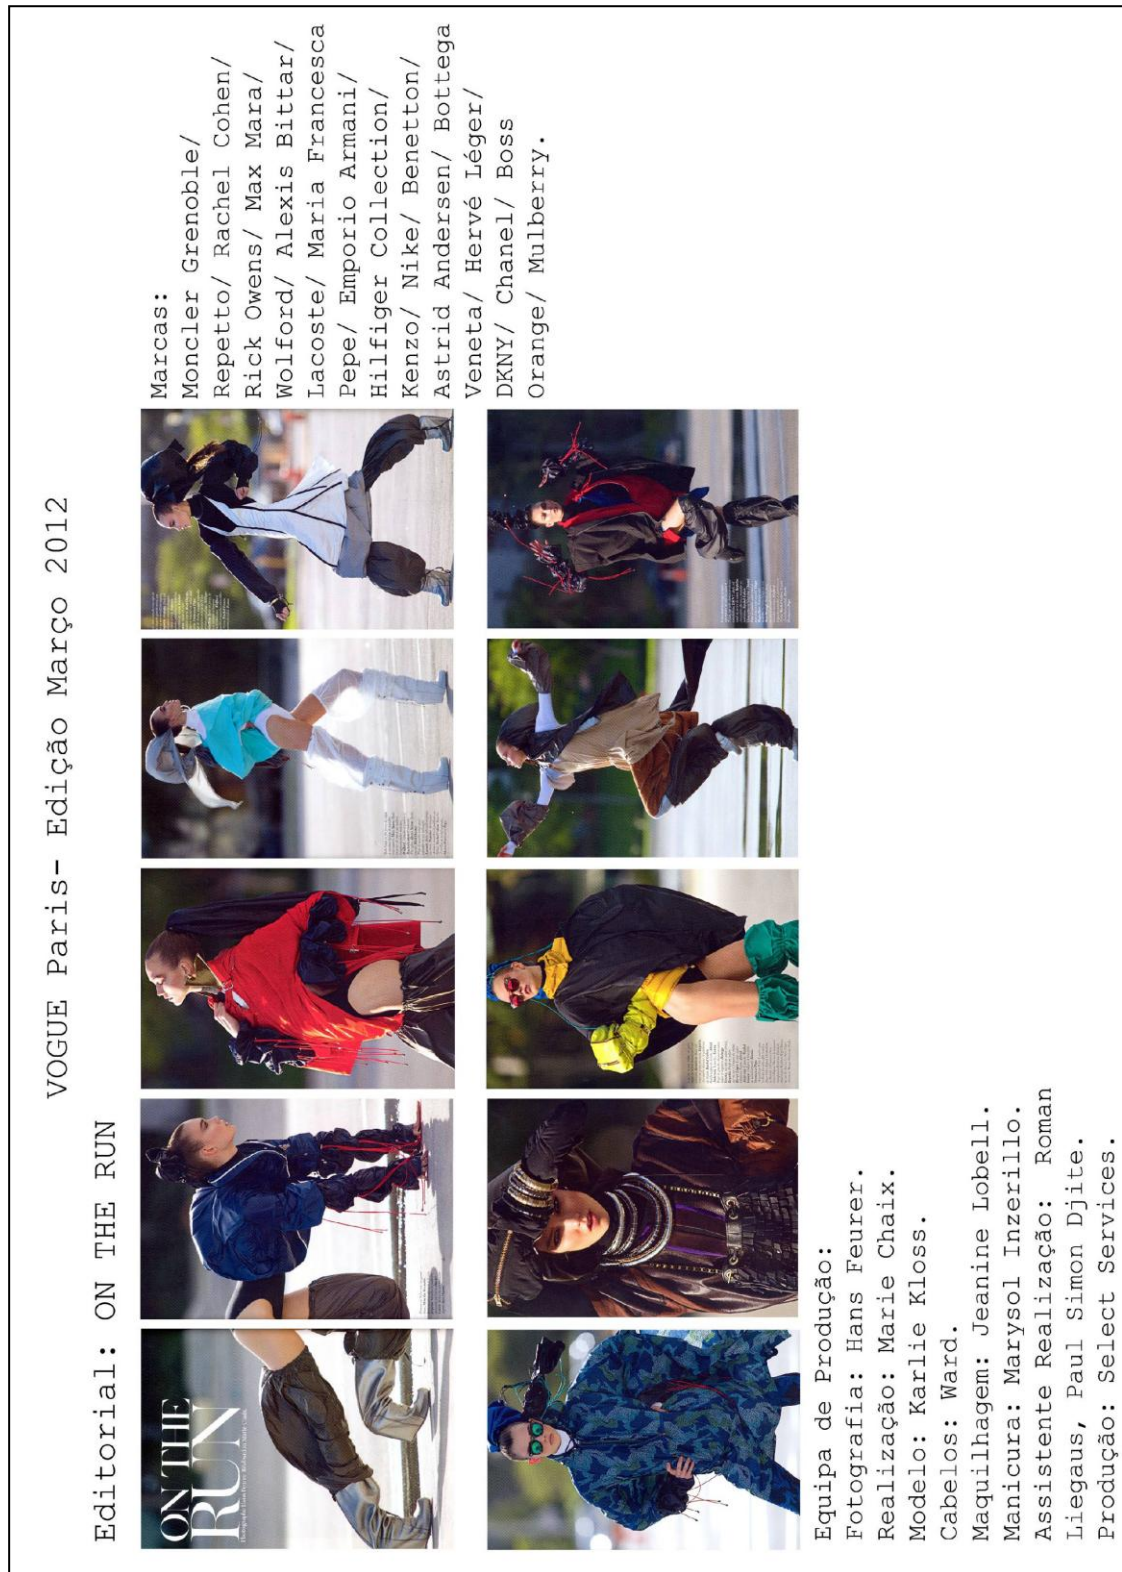 VOGUE Paris- Edição Março 2012
Editorial: ON THE RUN
ON THE
RUN
Marcas:
Moncler Grenoble/
Repetto/ Rachel Cohen/
Rick Owens/ Max Mara/
Wolford/ Alexis Bittar/
Lacoste/ Maria Francesca
Pepe/ Emporio Armani/
Hilfiger Collection/
Kenzo/ Nike/ Benetton/
Astrid Andersen/ Bottega
Veneta/ Hervé Léger/
DKNY/ Chanel/ Boss
Orange/ Mulberry.
Equipa de Produção:
Fotografia: Hans Feurer.
Realização: Marie Chaix.
Modelo: Karlie Kloss.
Cabelos: Ward.
Maquilhagem: Jeanine Lobell.
Manicura: Marysol Inzerillo.
Assistente Realização: Roman
Liegaus, Paul Simon Djite.
Produção: Select Services.